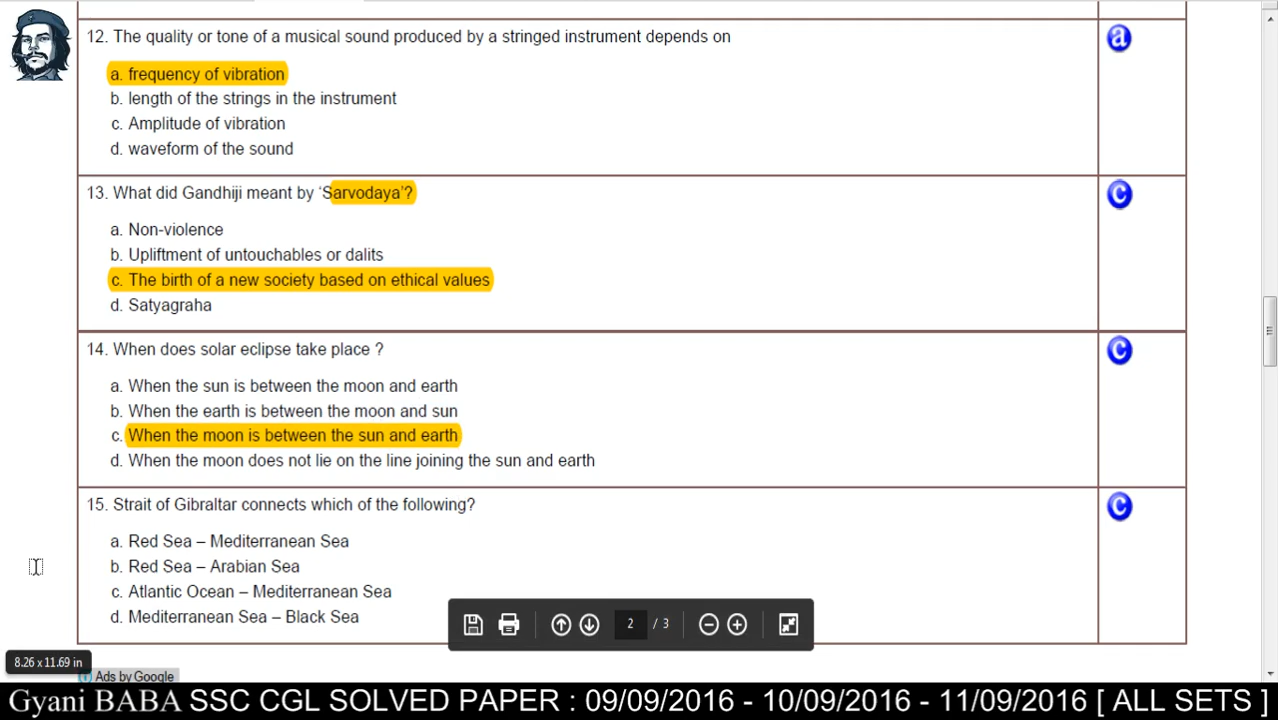 12. The quality or tone of a musical sound produced by a stringed instrument depends on
a
a. frequency of vibration
b. length of the strings in the instrument
c. Amplitude of vibration
d. waveform of the sound
13. What did Gandhiji meant by ‘Sarvodaya’?
C
a. Non-violence
b. Upliftment of untouchables or dalits
c. The birth of a new society based on ethical values
d. Satyagraha
14. When does solar eclipse take place ?
C
a. When the sun is between the moon and earth
b. When the earth is between the moon and sun
c. When the moon is between the sun and earth
d. When the moon does not lie on the line joining the sun and earth
15. Strait of Gibraltar connects which of the following?
C
a. Red Sea – Mediterranean Sea
b. Red Sea – Arabian Sea
c. Atlantic Ocean – Mediterranean Sea
d. Mediterranean Sea – Black Sea
2 / 3
8.26 x 11.69 in
Ads by Google
Gyani BABA SSC CGL SOLVED PAPER : 09/09/2016 - 10/09/2016 - 11/09/2016 [ ALL SETS ]